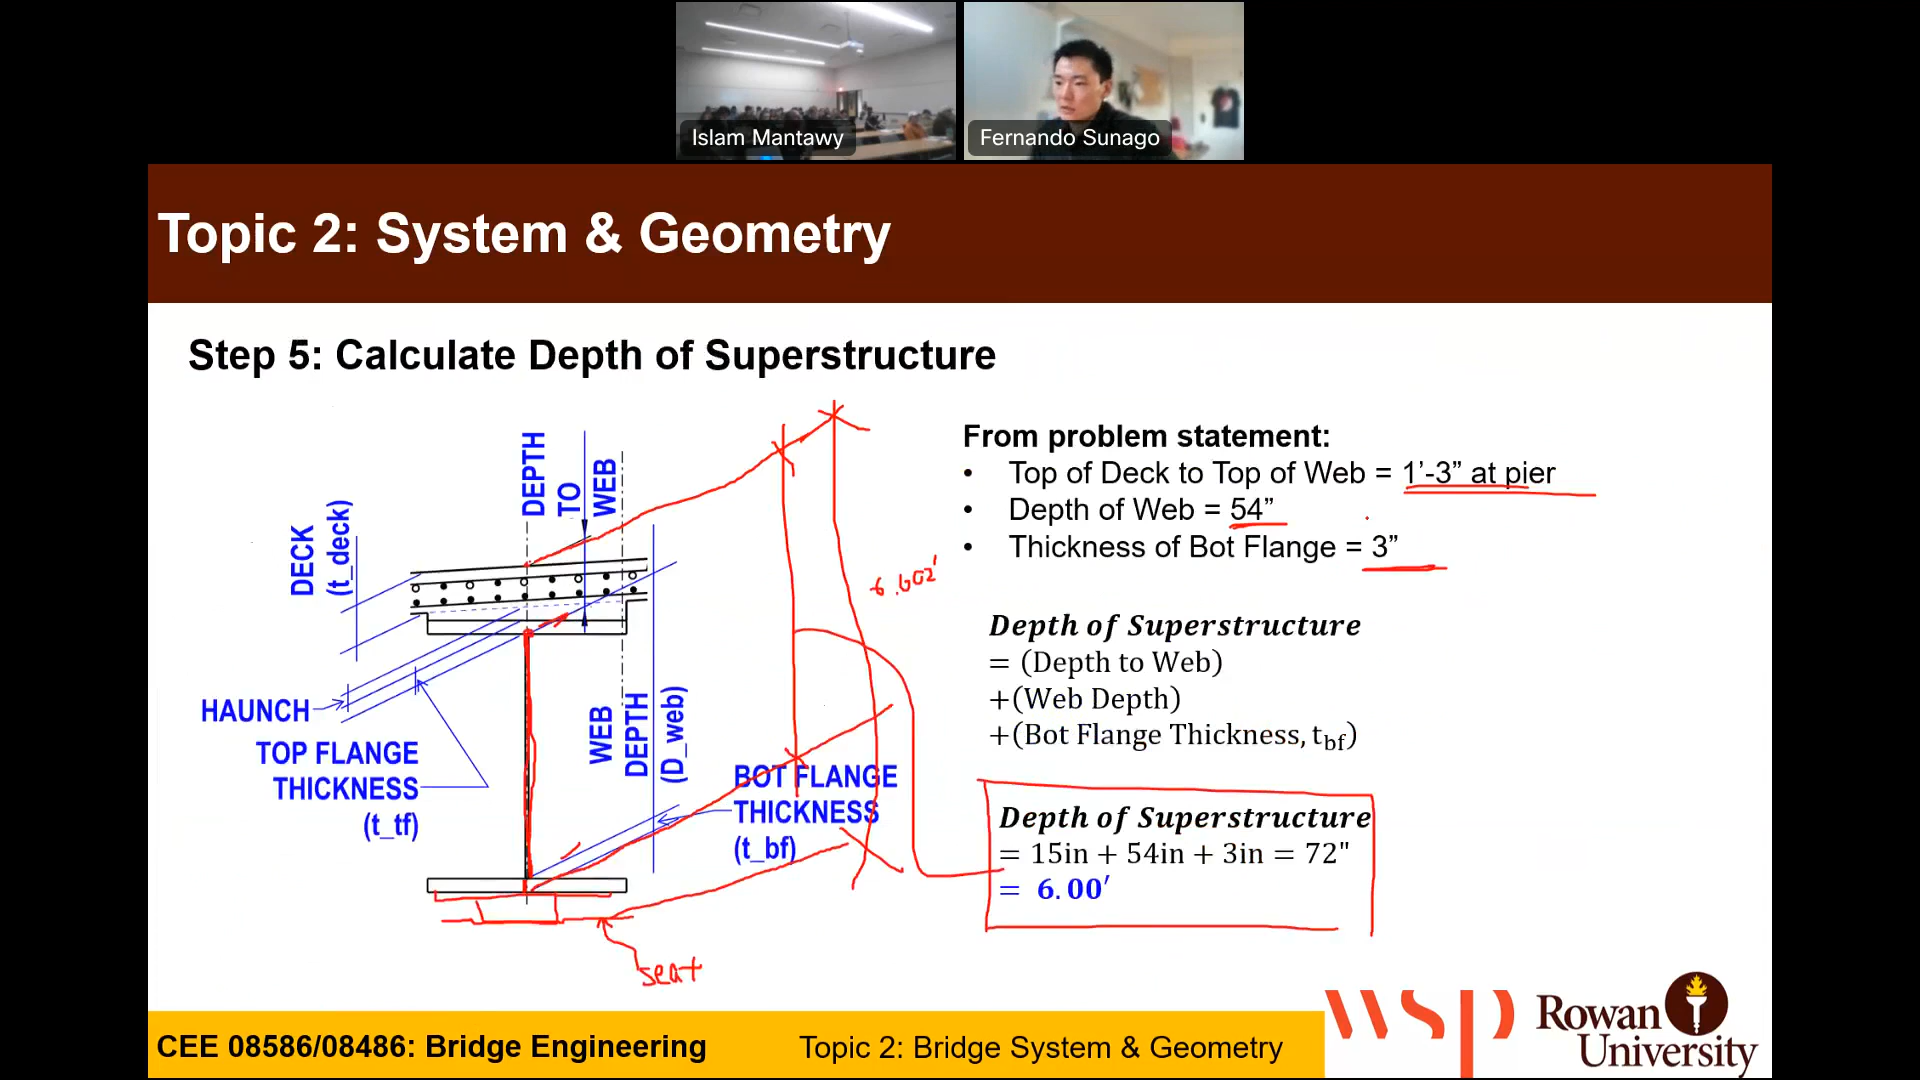 Islam Mantawy
Fernando Sunago
Topic 2: System & Geometry
Step 5: Calculate Depth of Superstructure
DEPTH
TO
WEB
DECK
(t_deck)
HAUNCH
TOP FLANGE
THICKNESS
(t_tf)
WEB
DEPTH
(D_web)
BOT FLANGE
THICKNESS
(t_bf)
seat
6.602'
From problem statement:
• Top of Deck to Top of Web = 1’-3” at pier
• Depth of Web = 54”
• Thickness of Bot Flange = 3”
Depth of Superstructure
= (Depth to Web)
+(Web Depth)
+(Bot Flange Thickness, t_bf)
Depth of Superstructure
= 15in + 54in + 3in = 72"
= 6.00′
wsp
Rowan
University
CEE 08586/08486: Bridge Engineering
Topic 2: Bridge System & Geometry